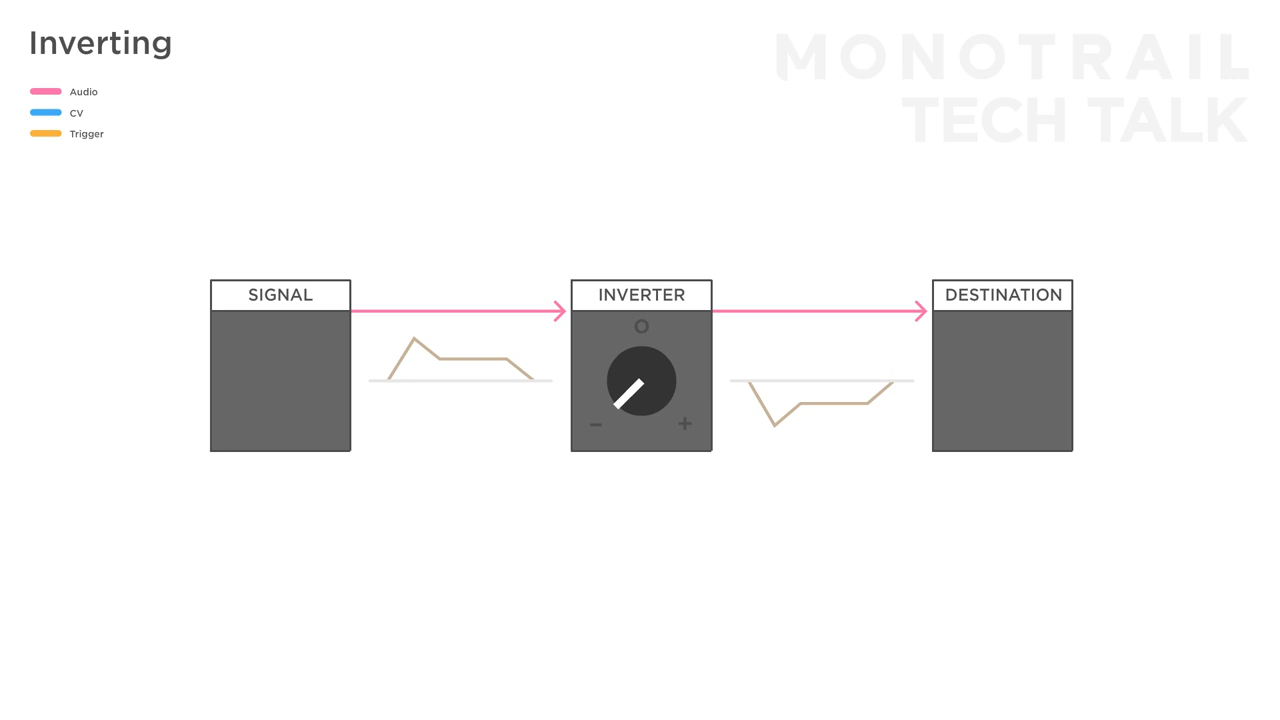 Inverting
MONOTRAIL
TECH TALK
Audio
CV
Trigger
SIGNAL
INVERTER
DESTINATION
O
- +